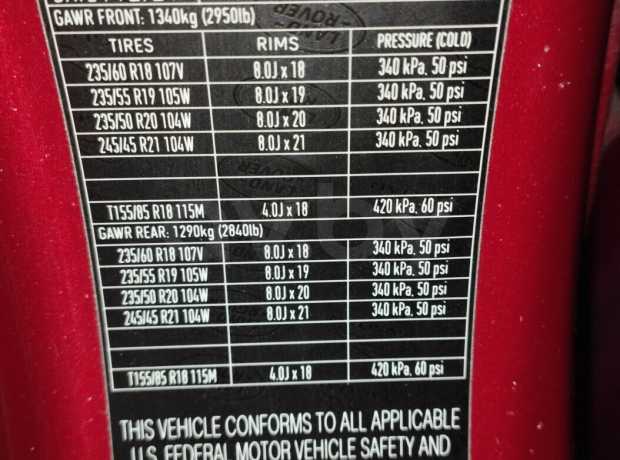 GAWR FRONT: 1340kg (2950lb)
TIRES RIMS PRESSURE (COLD)
235/60 R18 107V 8.0J x 18 340 kPa. 50 psi
235/55 R19 105W 8.0J x 19 340 kPa. 50 psi
235/50 R20 104W 8.0J x 20 340 kPa. 50 psi
245/45 R21 104W 8.0J x 21 340 kPa. 50 psi
T155/85 R18 115M 4.0J x 18 420 kPa. 60 psi
GAWR REAR: 1290kg (2840lb)
235/60 R18 107V 8.0J x 18 340 kPa. 50 psi
235/55 R19 105W 8.0J x 19 340 kPa. 50 psi
235/50 R20 104W 8.0J x 20 340 kPa. 50 psi
245/45 R21 104W 8.0J x 21 340 kPa. 50 psi
T155/85 R18 115M 4.0J x 18 420 kPa. 60 psi
THIS VEHICLE CONFORMS TO ALL APPLICABLE
U.S. FEDERAL MOTOR VEHICLE SAFETY AND